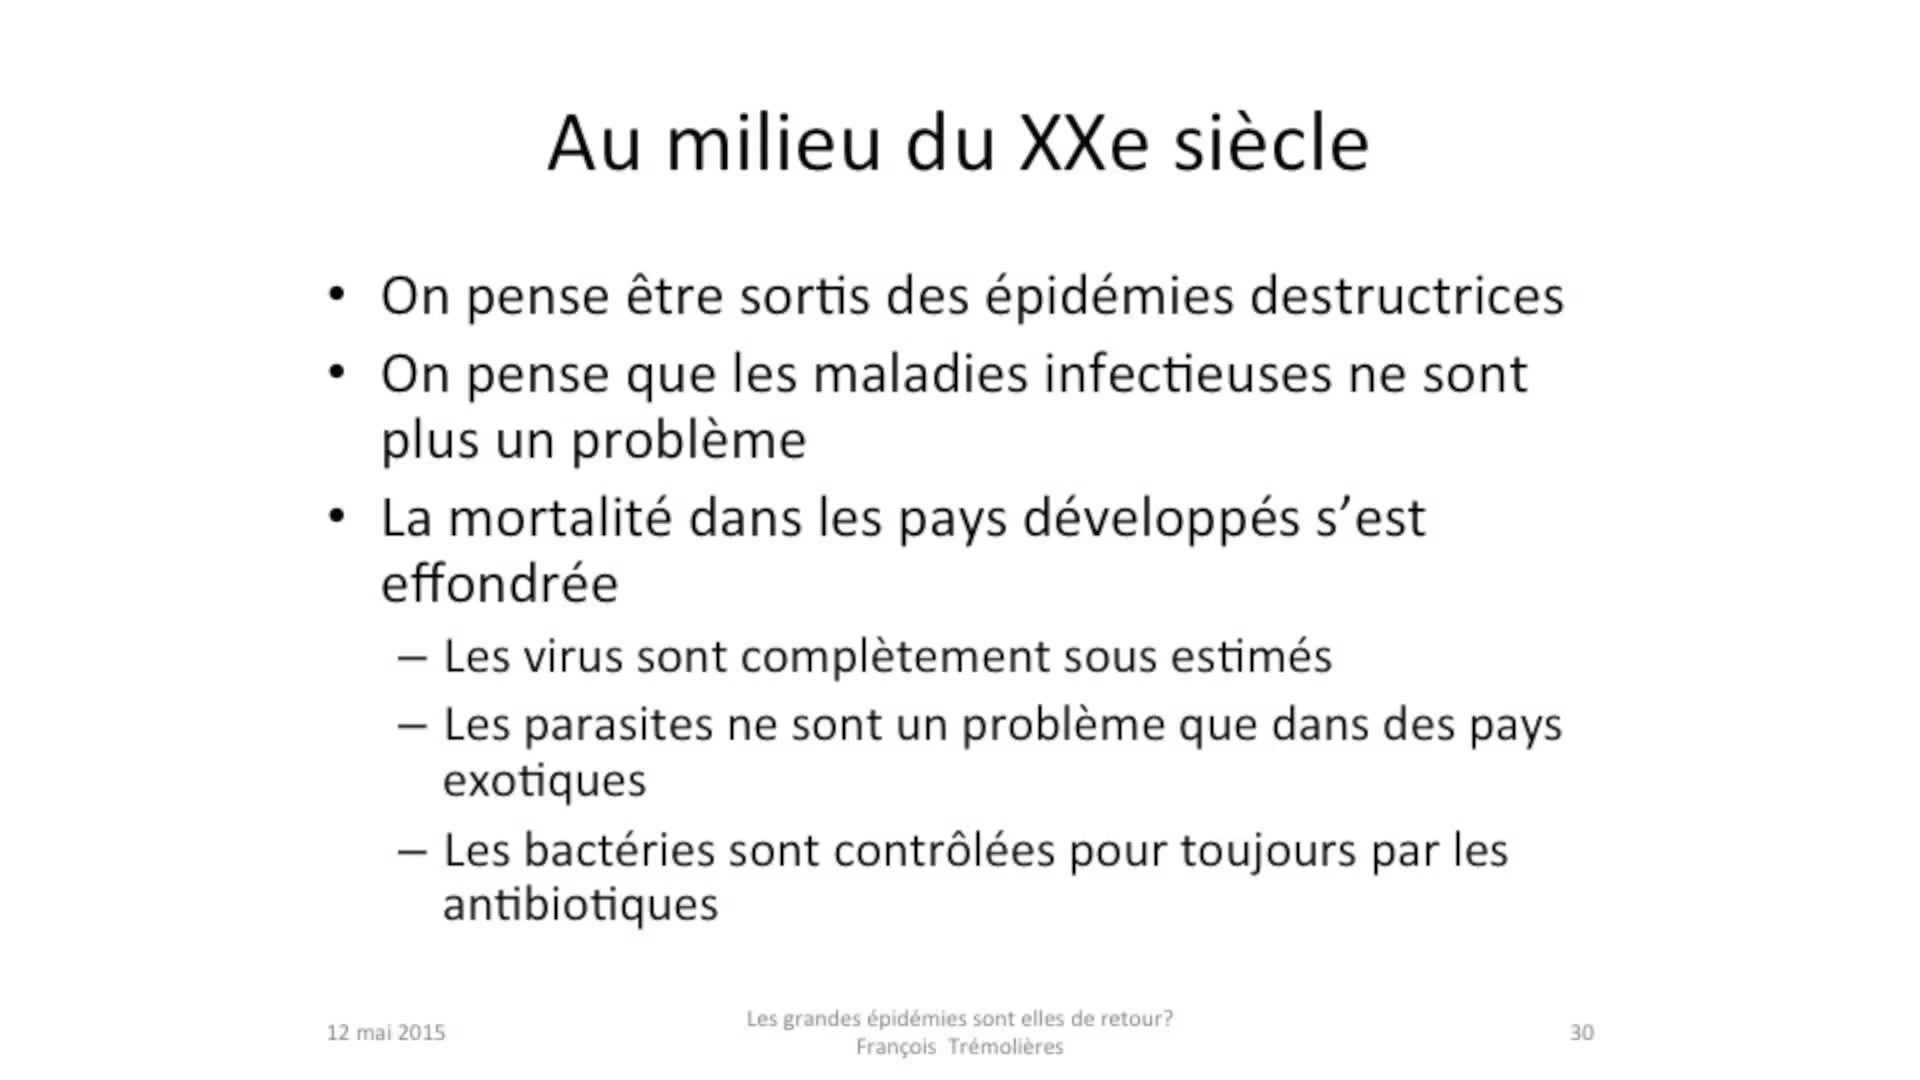 Au milieu du XXe siècle
• On pense être sortis des épidémies destructrices
• On pense que les maladies infectieuses ne sont
plus un problème
• La mortalité dans les pays développés s’est
effondrée
– Les virus sont complètement sous estimés
– Les parasites ne sont un problème que dans des pays
exotiques
– Les bactéries sont contrôlées pour toujours par les
antibiotiques
12 mai 2015
Les grandes épidémies sont elles de retour?
François Trémolières
30